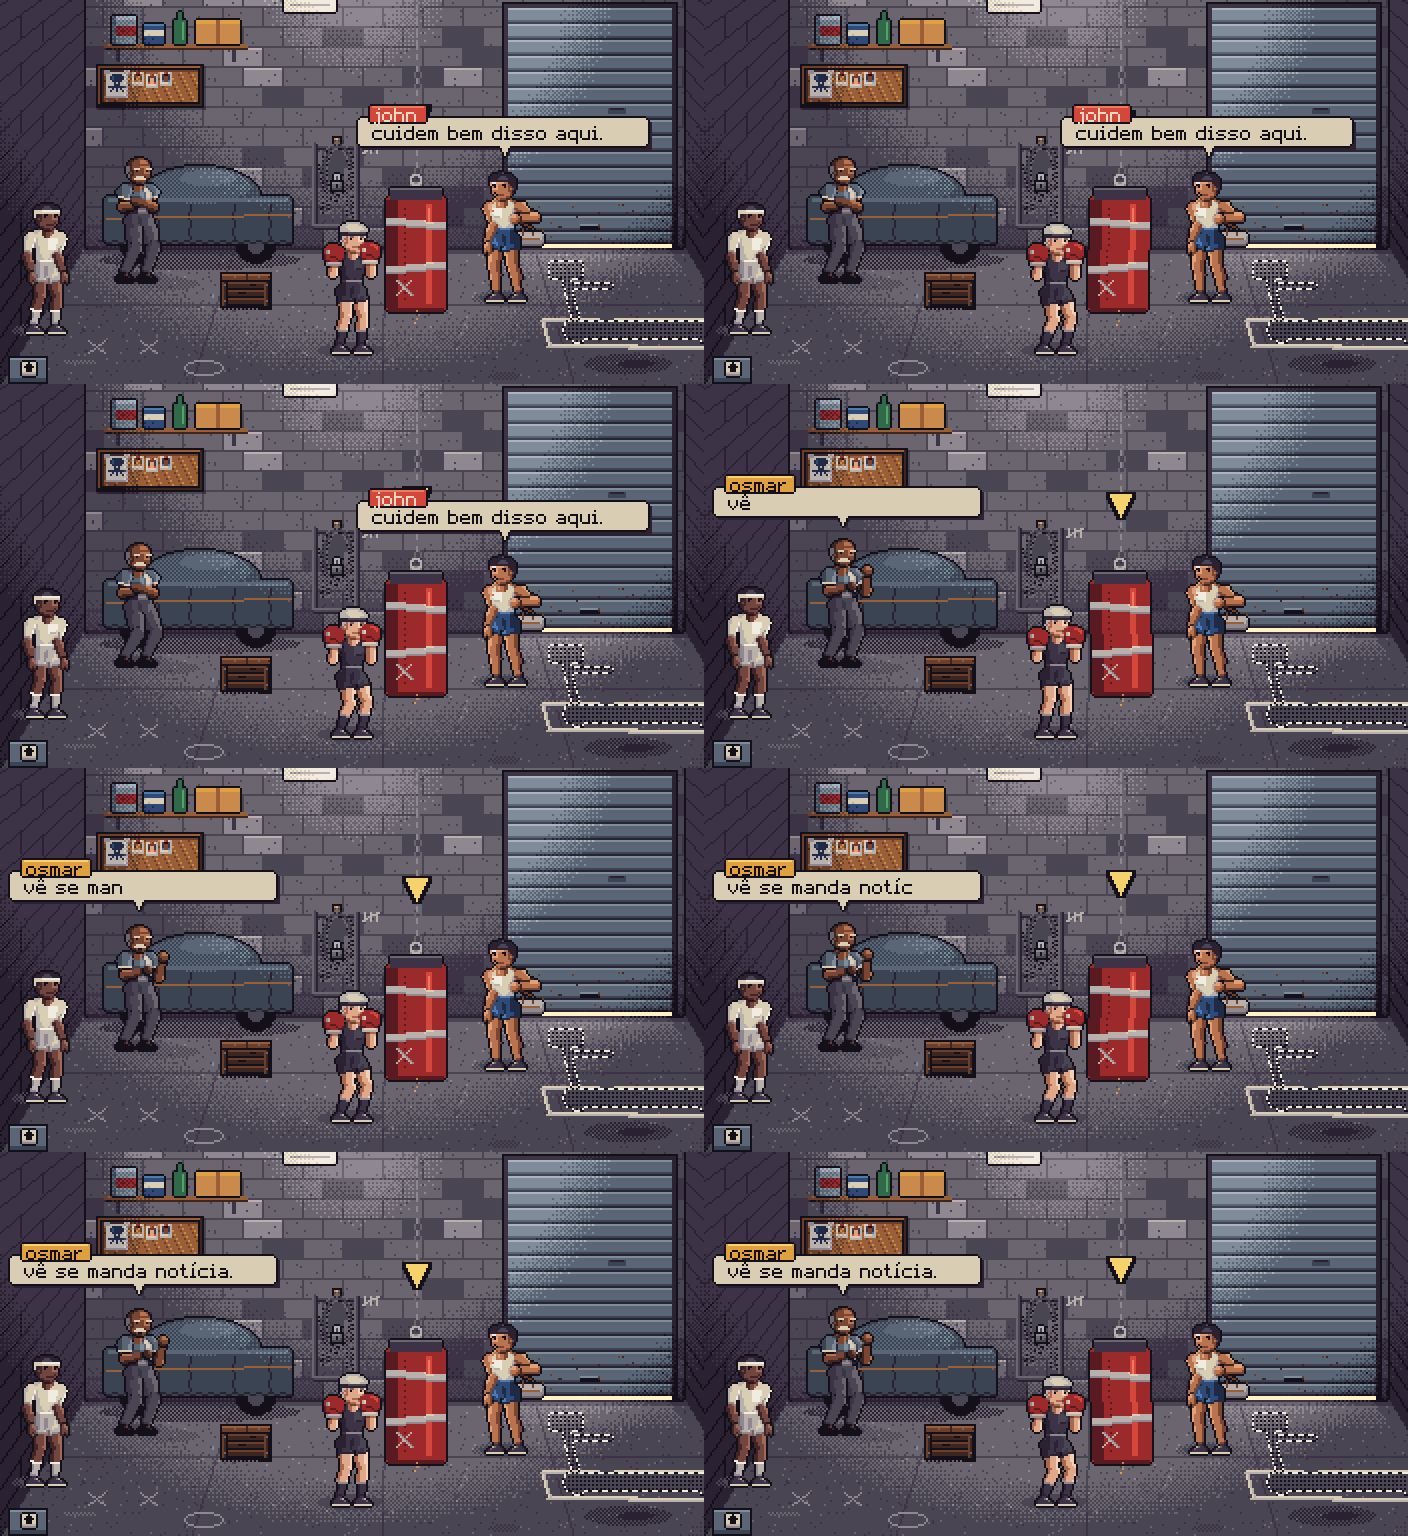 john
cuidem bem disso aqui.
john
cuidem bem disso aqui.
john
cuidem bem disso aqui.
osmar
vê
osmar
vê se man
osmar
vê se manda notíc
osmar
vê se manda notícia.
osmar
vê se manda notícia.